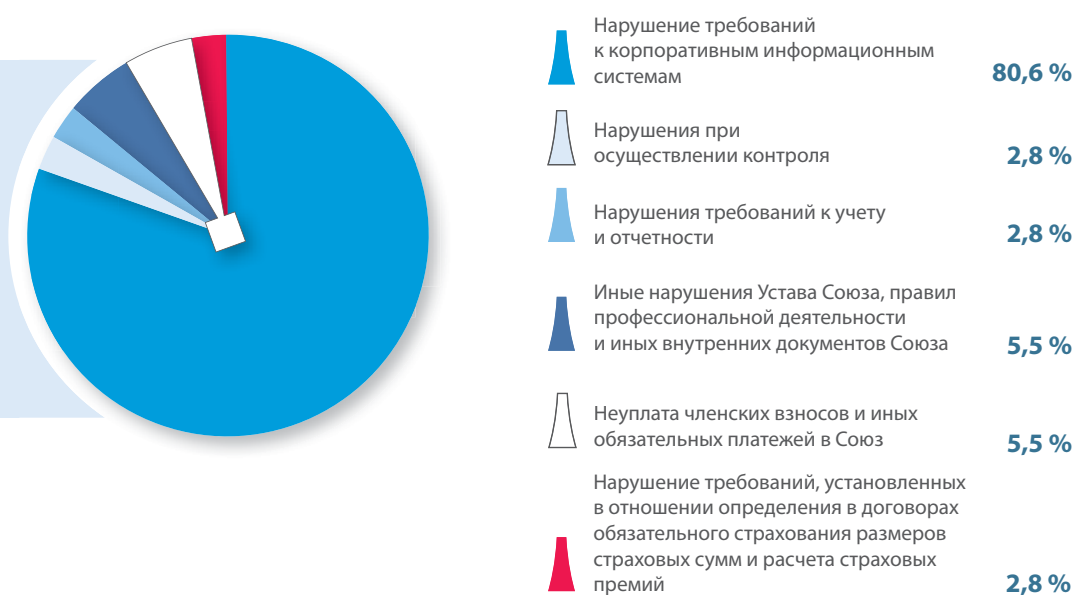 Нарушение требований
к корпоративным информационным
системам
80,6 %
Нарушения при
осуществлении контроля
2,8 %
Нарушения требований к учету
и отчетности
2,8 %
Иные нарушения Устава Союза, правил
профессиональной деятельности
и иных внутренних документов Союза
5,5 %
Неуплата членских взносов и иных
обязательных платежей в Союз
5,5 %
Нарушение требований, установленных
в отношении определения в договорах
обязательного страхования размеров
страховых сумм и расчета страховых
премий
2,8 %